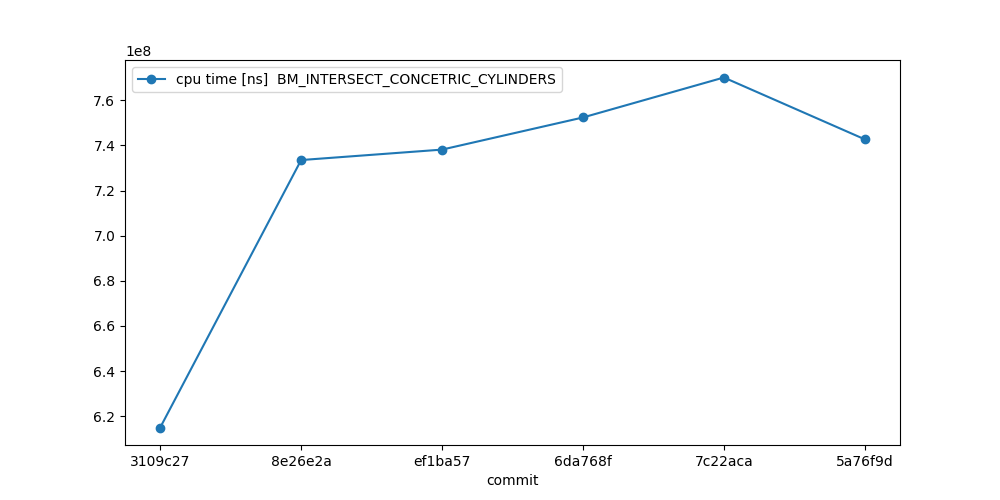 1e8
cpu time [ns]  BM_INTERSECT_CONCETRIC_CYLINDERS
7.6
7.4
7.2
7.0
6.8
6.6
6.4
6.2
3109c27 8e26e2a ef1ba57 6da768f 7c22aca 5a76f9d
commit